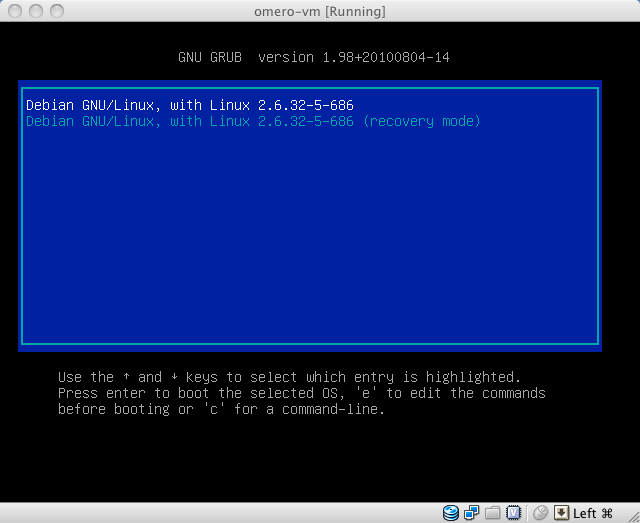 omero-vm [Running]
GNU GRUB  version 1.98+20100804-14
Debian GNU/Linux, with Linux 2.6.32-5-686
Debian GNU/Linux, with Linux 2.6.32-5-686 (recovery mode)
Use the ↑ and ↓ keys to select which entry is highlighted.
Press enter to boot the selected OS, 'e' to edit the commands
before booting or 'c' for a command-line.
Left ⌘